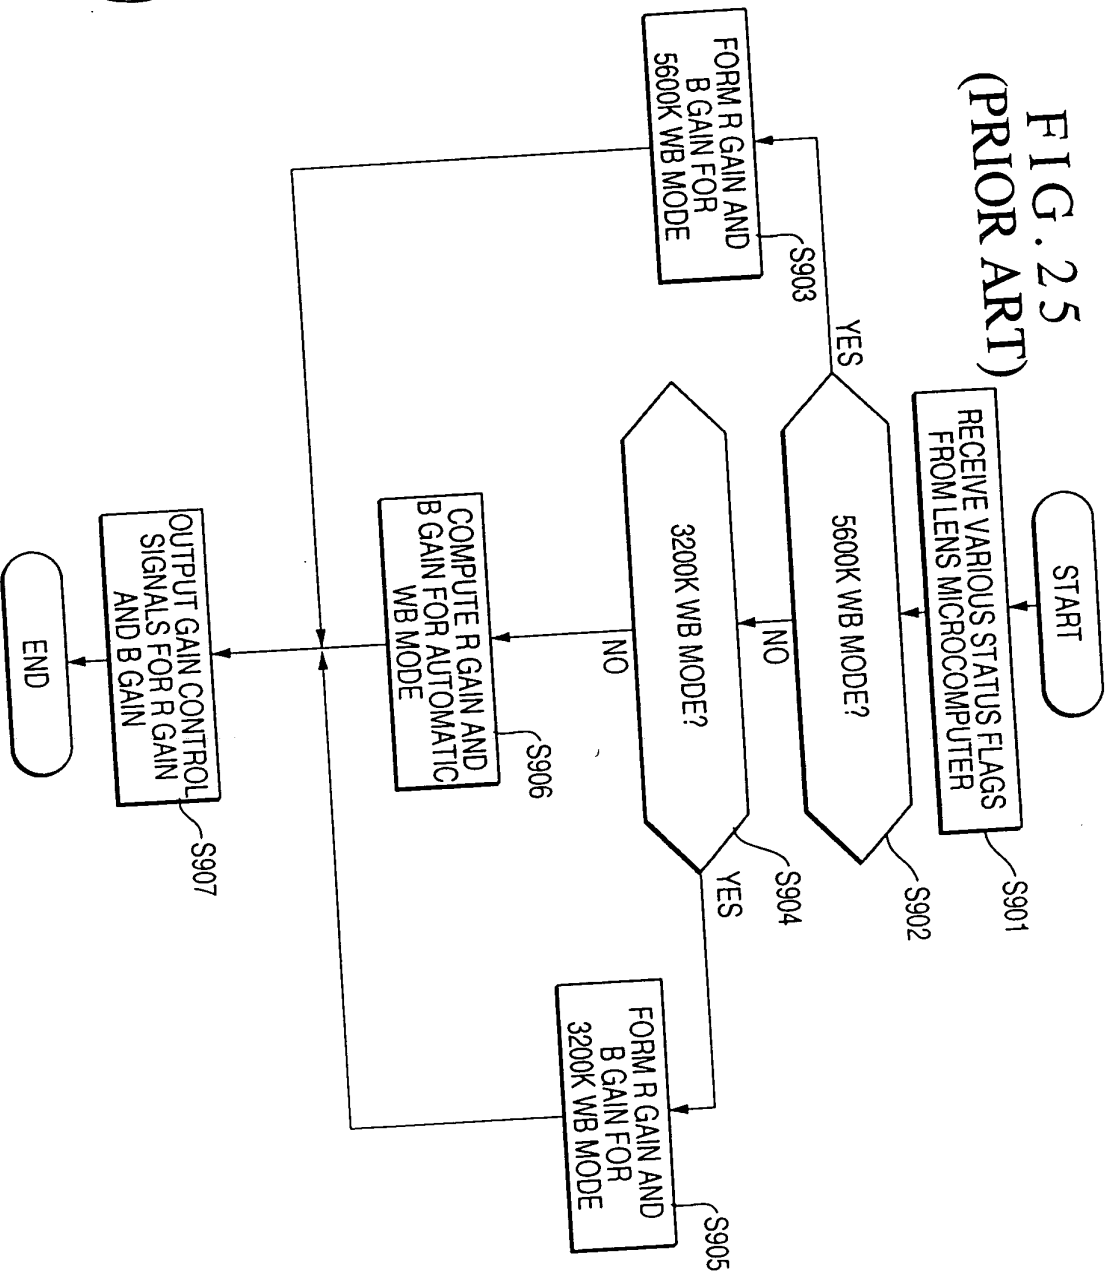 FIG.25
(PRIOR ART)
START
RECEIVE VARIOUS STATUS FLAGS
FROM LENS MICROCOMPUTER
S901
5600K WB MODE?
S902
YES
NO
FORM R GAIN AND
B GAIN FOR
5600K WB MODE
S903
3200K WB MODE?
S904
YES
NO
FORM R GAIN AND
B GAIN FOR
3200K WB MODE
S905
COMPUTE R GAIN AND
B GAIN FOR AUTOMATIC
WB MODE
S906
OUTPUT GAIN CONTROL
SIGNALS FOR R GAIN
AND B GAIN
S907
END